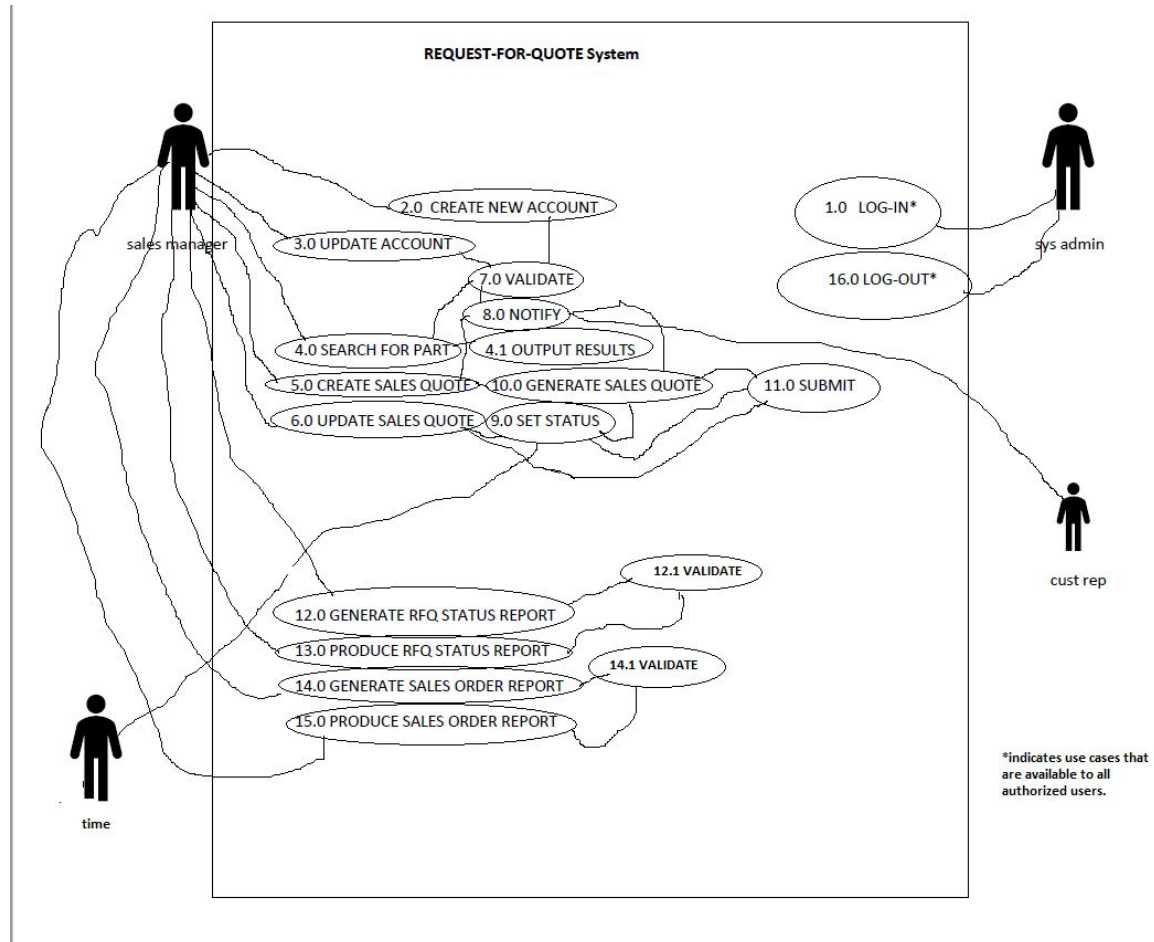 REQUEST-FOR-QUOTE System
2.0 CREATE NEW ACCOUNT
1.0 LOG-IN*
sales manager
3.0 UPDATE ACCOUNT
sys admin
7.0 VALIDATE
16.0 LOG-OUT*
8.0 NOTIFY
4.0 SEARCH FOR PART
4.1 OUTPUT RESULTS
5.0 CREATE SALES QUOTE
10.0 GENERATE SALES QUOTE
11.0 SUBMIT
6.0 UPDATE SALES QUOTE
9.0 SET STATUS
12.1 VALIDATE
cust rep
12.0 GENERATE RFQ STATUS REPORT
13.0 PRODUCE RFQ STATUS REPORT
14.1 VALIDATE
14.0 GENERATE SALES ORDER REPORT
15.0 PRODUCE SALES ORDER REPORT
*indicates use cases that
are available to all
authorized users.
time